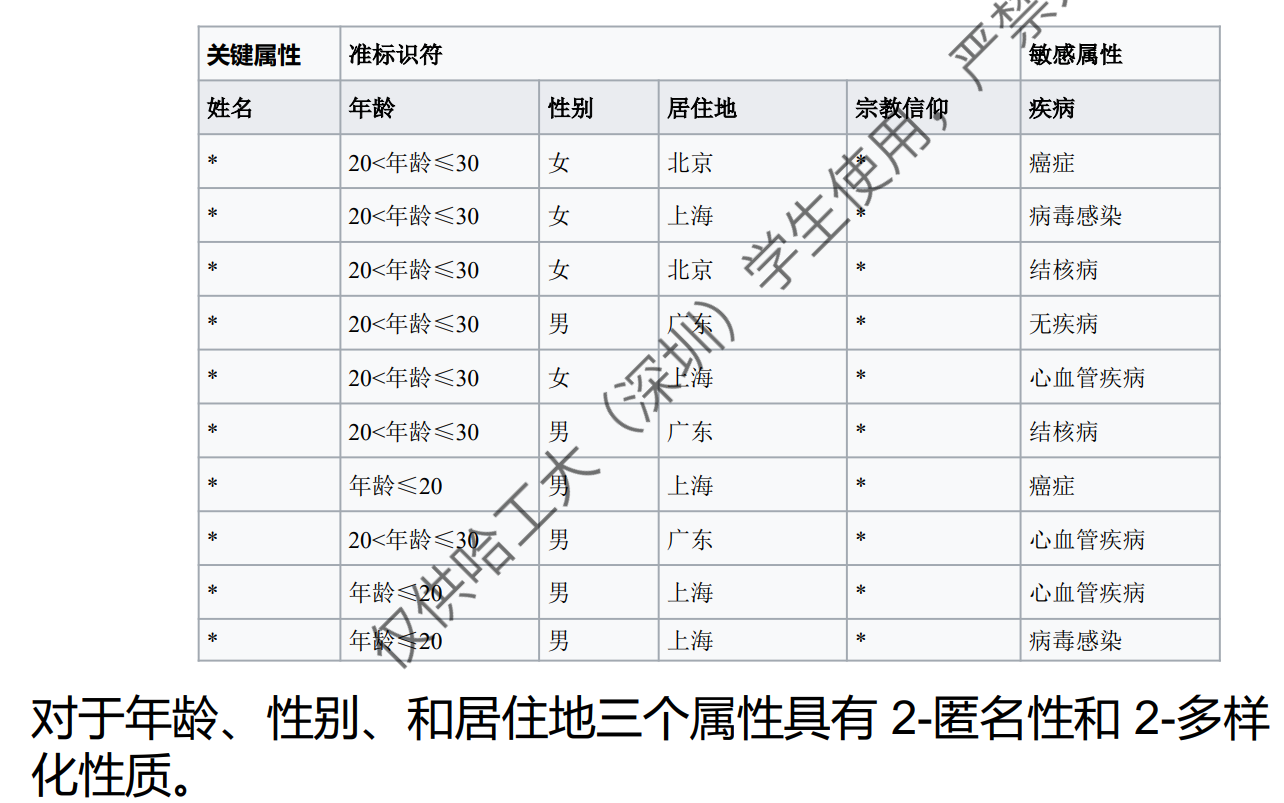 关键属性 准标识符 敏感属性
姓名 年龄 性别 居住地 宗教信仰 疾病
* 20<年龄≤30 女 北京 * 癌症
* 20<年龄≤30 女 上海 * 病毒感染
* 20<年龄≤30 女 北京 * 结核病
* 20<年龄≤30 男 广东 * 无疾病
* 20<年龄≤30 女 上海 * 心血管疾病
* 20<年龄≤30 男 广东 * 结核病
* 年龄≤20 男 上海 * 癌症
* 20<年龄≤30 男 广东 * 心血管疾病
* 年龄≤20 男 上海 * 心血管疾病
* 年龄≤20 男 上海 * 病毒感染
仅供哈工大（深圳）学生使用，严禁
对于年龄、性别、和居住地三个属性具有 2-匿名性和 2-多样
化性质。